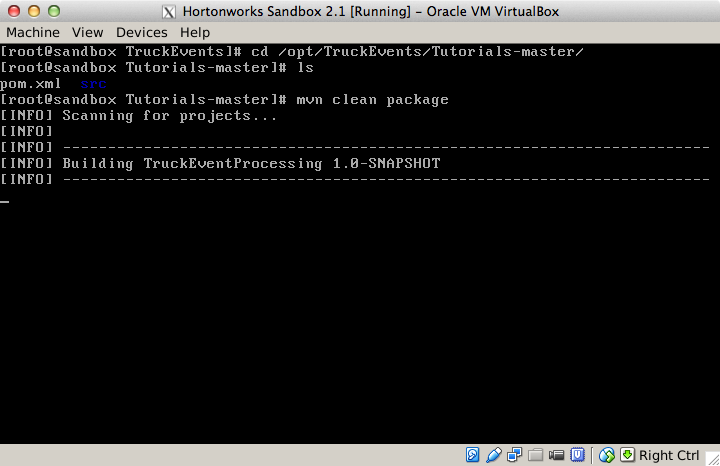 Hortonworks Sandbox 2.1 [Running] - Oracle VM VirtualBox
Machine View Devices Help
[root@sandbox TruckEvents]# cd /opt/TruckEvents/Tutorials-master/
[root@sandbox Tutorials-master]# ls
pom.xml src
[root@sandbox Tutorials-master]# mvn clean package
[INFO] Scanning for projects...
[INFO]
[INFO] ------------------------------------------------------------------------
[INFO] Building TruckEventProcessing 1.0-SNAPSHOT
[INFO] ------------------------------------------------------------------------
_
Right Ctrl